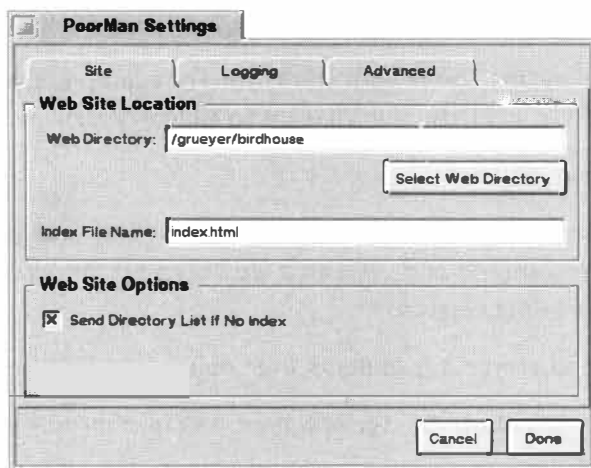 PoorMan Settings
Site Logging Advanced
Web Site Location
Web Directory: /grueyer/birdhouse
Select Web Directory
Index File Name: index.html
Web Site Options
Send Directory List if No Index
Cancel Done